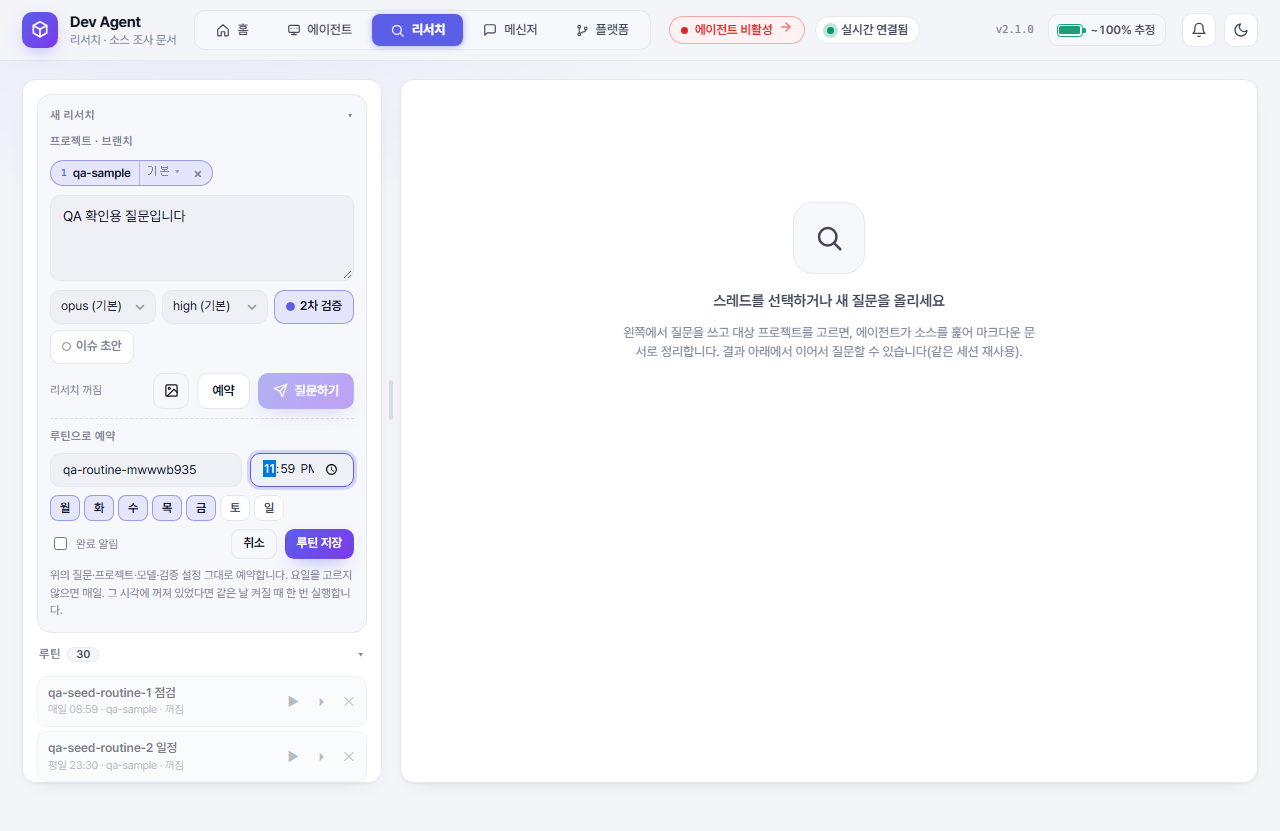 Dev Agent
리서치 · 소스 조사 문서
홈
에이전트
리서치
메신저
플랫폼
에이전트 비활성
실시간 연결됨
v2.1.0
~100% 추정
새 리서치
프로젝트 · 브랜치
1 qa-sample 기본
QA 확인용 질문입니다
opus (기본)
high (기본)
2차 검증
이슈 초안
리서치 꺼짐
예약
질문하기
루틴으로 예약
qa-routine-mwwwb935
11:59 PM
월 화 수 목 금 토 일
완료 알림
취소
루틴 저장
위의 질문·프로젝트·모델·검증 설정 그대로 예약합니다. 요일을 고르지
않으면 매일. 그 시각에 꺼져 있었다면 같은 날 켜질 때 한 번 실행합니
다.
루틴 30
qa-seed-routine-1 점검
매일 08:59 · qa-sample · 꺼짐
qa-seed-routine-2 일정
평일 23:30 · qa-sample · 꺼짐
스레드를 선택하거나 새 질문을 올리세요
왼쪽에서 질문을 쓰고 대상 프로젝트를 고르면, 에이전트가 소스를 훑어 마크다운 문
서로 정리합니다. 결과 아래에서 이어서 질문할 수 있습니다(같은 세션 재사용).